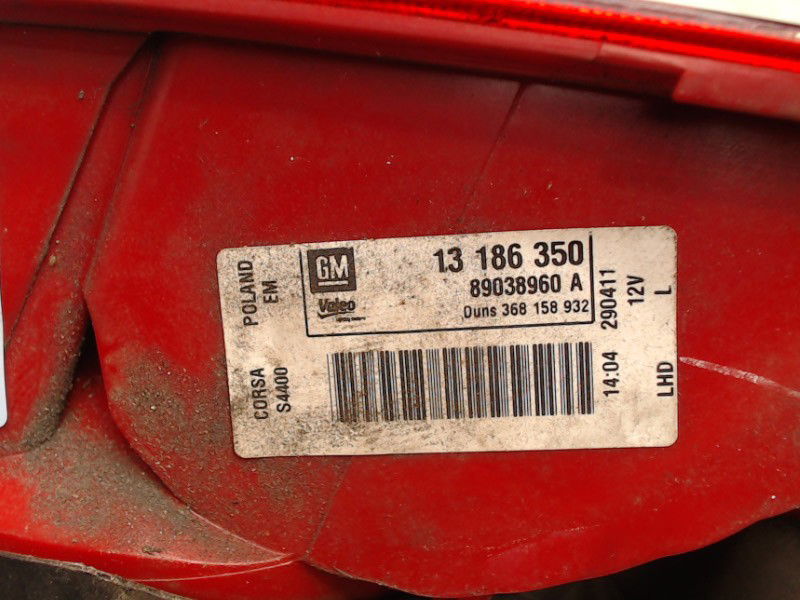 GM
13 186 350
89038960 A
Valeo
Duns 368 158 932
POLAND
EM
CORSA
S4400
290411
14:04
12V
L
LHD